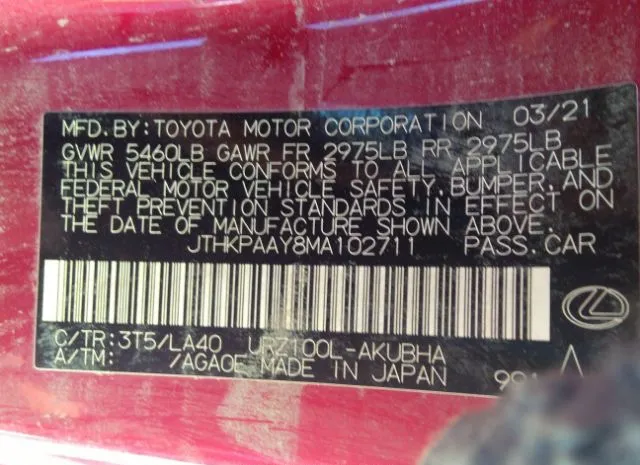 MFD. BY: TOYOTA MOTOR CORPORATION 03/21
GVWR 5460LB GAWR FR 2975LB RR 2975LB
THIS VEHICLE CONFORMS TO ALL APPLICABLE
FEDERAL MOTOR VEHICLE SAFETY, BUMPER, AND
THEFT PREVENTION STANDARDS IN EFFECT ON
THE DATE OF MANUFACTURE SHOWN ABOVE.
JTHKPAAY8MA102711 PASS.CAR
C/TR:3T5/LA40 URZ100L-AKUBHA
A/TM: /AGA0E MADE IN JAPAN